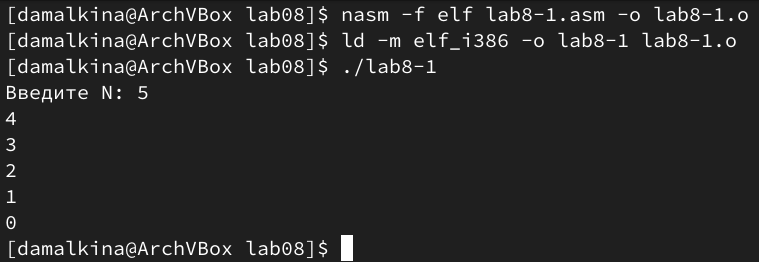 [damalkina@ArchVBox lab08]$ nasm -f elf lab8-1.asm -o lab8-1.o
[damalkina@ArchVBox lab08]$ ld -m elf_i386 -o lab8-1 lab8-1.o
[damalkina@ArchVBox lab08]$ ./lab8-1
Введите N: 5
4
3
2
1
0
[damalkina@ArchVBox lab08]$